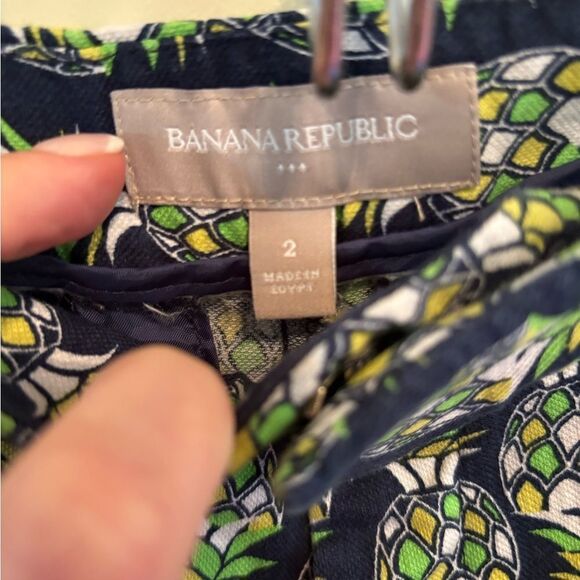 BANANA REPUBLIC
2
MADE IN
EGYPT